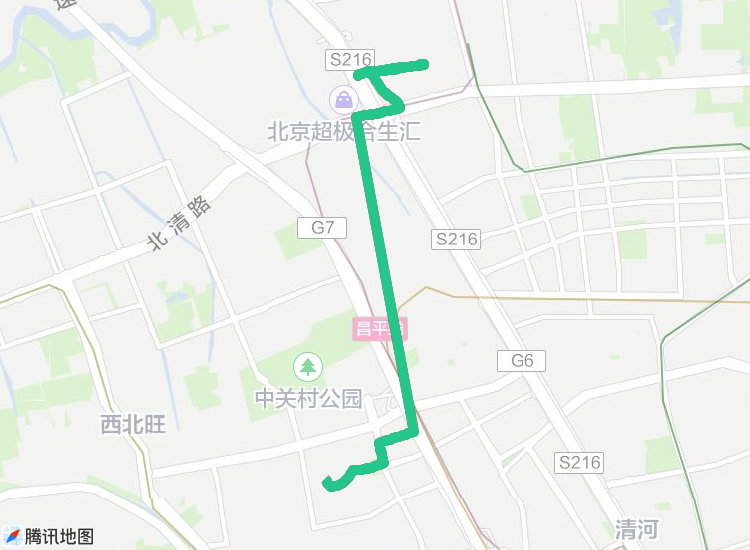 S216
北京超极合生汇
北清路
G7
S216
昌平
G6
中关村公园
西北旺
S216
清河
腾讯地图